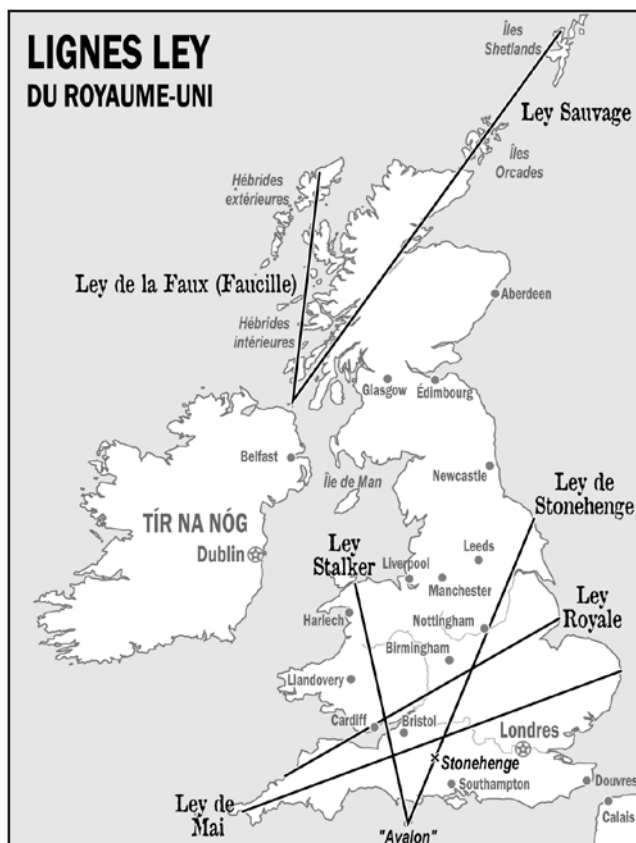 LIGNES LEY
DU ROYAUME-UNI
Îles
Shetlands
Ley Sauvage
Îles
Orcades
Hébrides
extérieures
Ley de la Faux (Faucille)
Aberdeen
Hébrides
intérieures
Glasgow
Édimbourg
Belfast
Île de Man
Newcastle
Ley de
Stonehenge
TÍR NA NÓG
Dublin
Ley
Stalker
Liverpool
Leeds
Manchester
Ley
Royale
Harlech
Nottingham
Birmingham
Llandovery
Cardiff
Bristol
Londres
Stonehenge
Southampton
Douvres
Ley de
Mai
"Avalon"
Calais